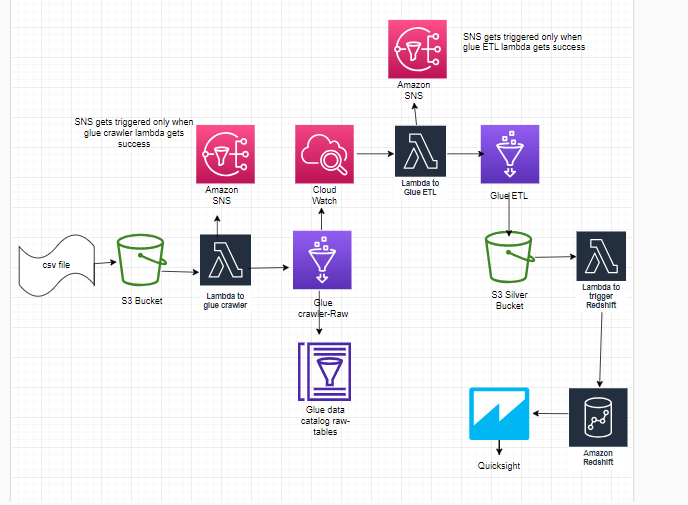 SNS gets triggered only when
glue ETL lambda gets success
Amazon
SNS
SNS gets triggered only when
glue crawler lambda gets
success
Amazon
SNS
Cloud
Watch
Lambda to
Glue ETL
Glue ETL
csv file
S3 Bucket
Lambda to
glue crawler
Glue
crawler-Raw
S3 Silver
Bucket
Lambda to
trigger
Redshift
Glue data
catalog raw-
tables
Quicksight
Amazon
Redshift